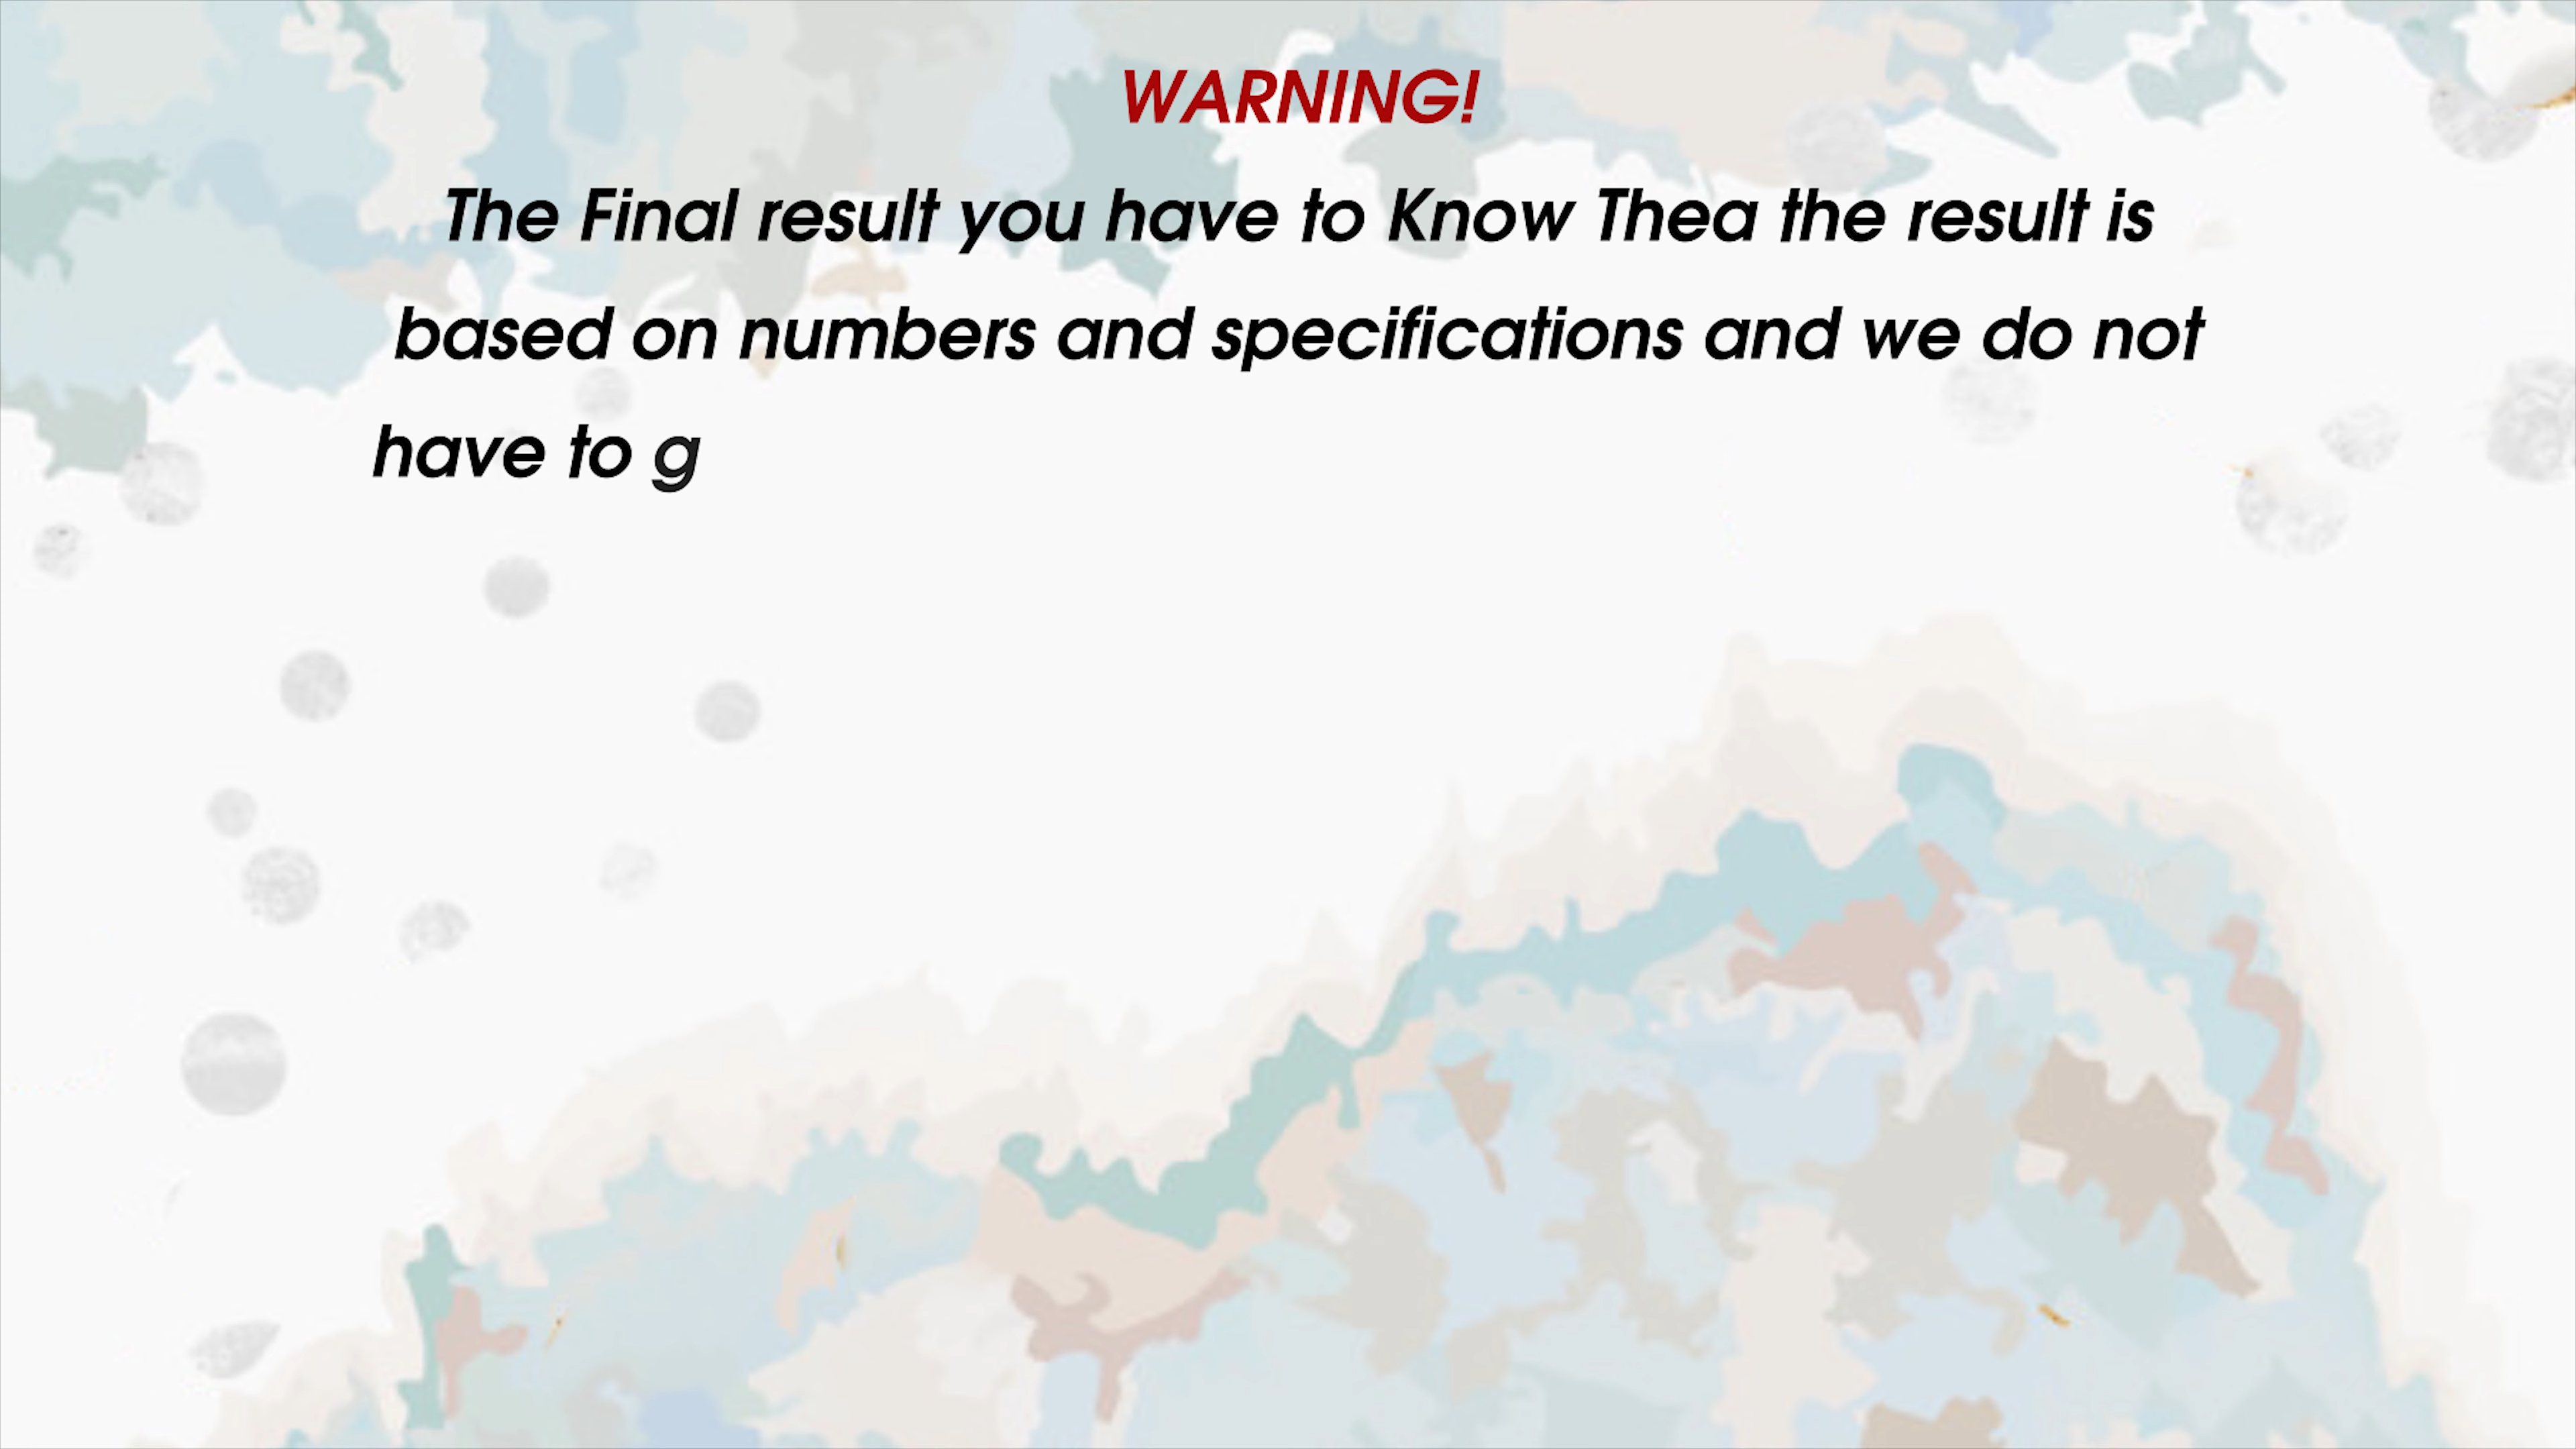 WARNING!
The Final result you have to Know Thea the result is
based on numbers and specifications and we do not
have to g